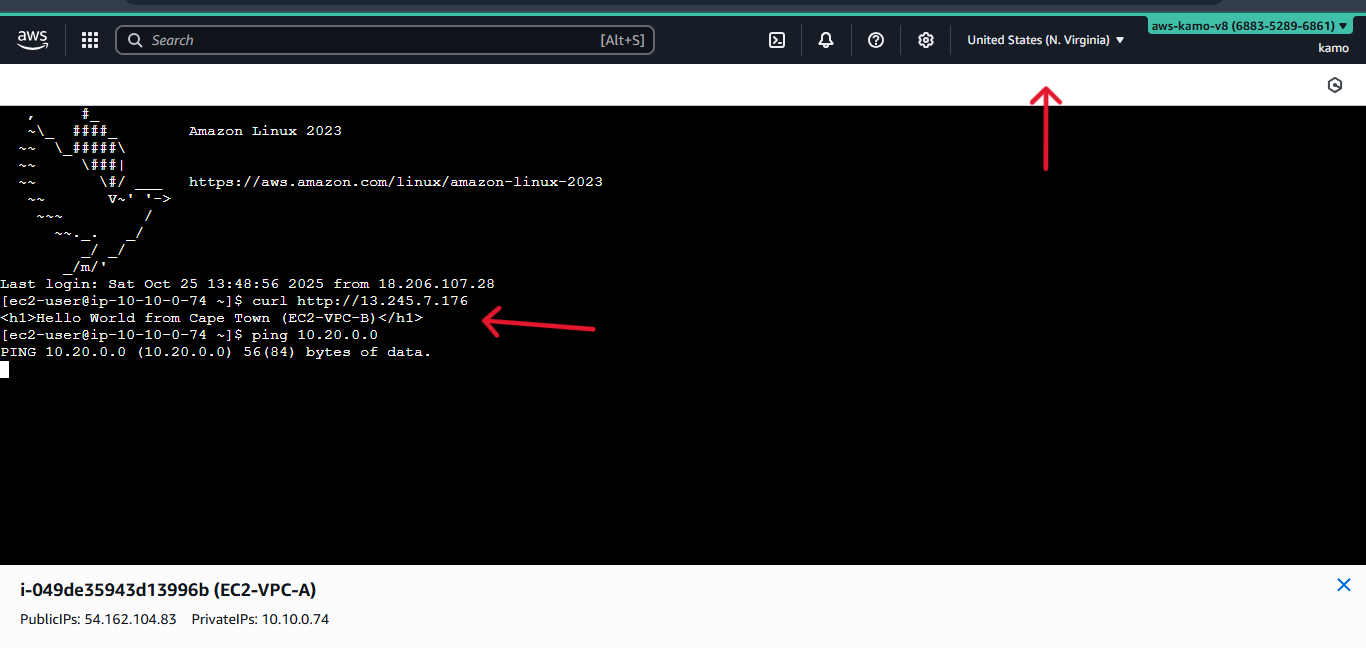 aws
Search [Alt+S]
United States (N. Virginia) ▼
aws-kamo-v8 (6883-5289-6861) ▼
kamo
   ,     #_
   ~\_  ####_        Amazon Linux 2023
  ~~  \_#####\
  ~~     \###|
  ~~       \#/ ___   https://aws.amazon.com/linux/amazon-linux-2023
   ~~       V~' '->
    ~~~         /
      ~~._.   _/
         _/ _/
       _/m/'
Last login: Sat Oct 25 13:48:56 2025 from 18.206.107.28
[ec2-user@ip-10-10-0-74 ~]$ curl http://13.245.7.176
<h1>Hello World from Cape Town (EC2-VPC-B)</h1>
[ec2-user@ip-10-10-0-74 ~]$ ping 10.20.0.0
PING 10.20.0.0 (10.20.0.0) 56(84) bytes of data.
i-049de35943d13996b (EC2-VPC-A)
PublicIPs: 54.162.104.83 PrivateIPs: 10.10.0.74